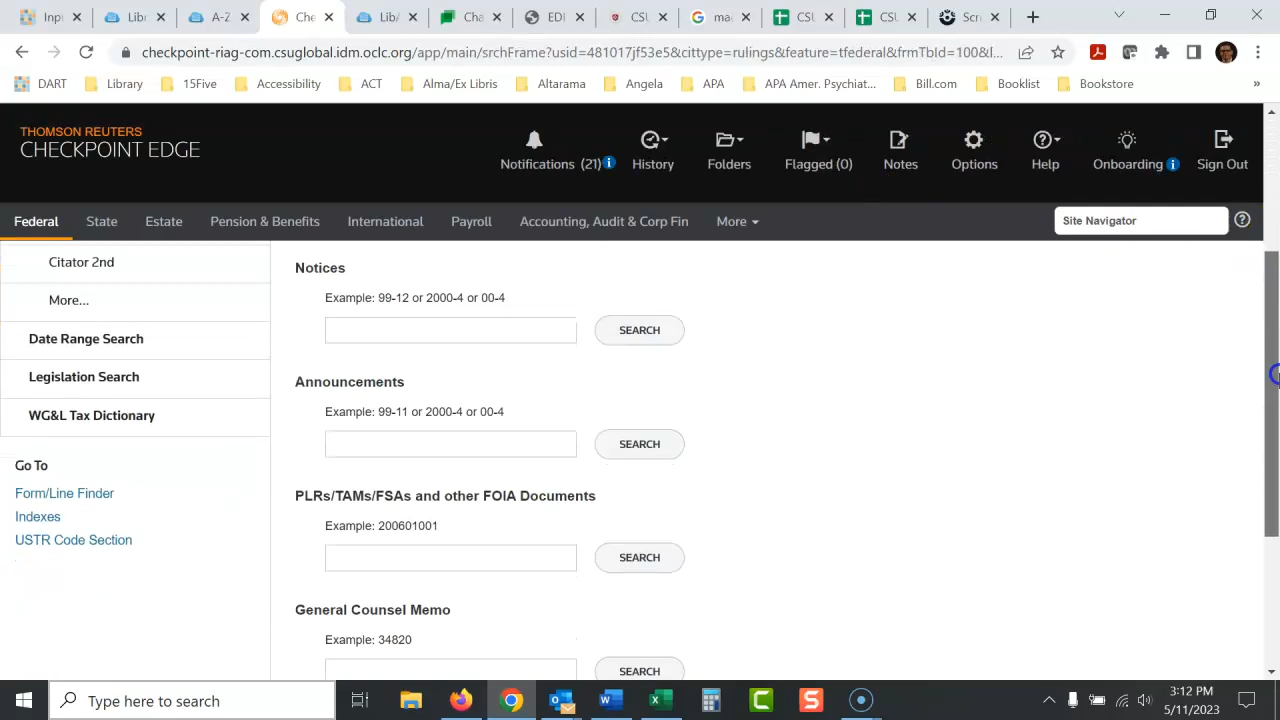 Inp
Libr
A-Z
Che
Lib/
Cha
EDI
CSU
ma
CSU
CSU
Scr
checkpoint-riag-com.csuglobal.idm.oclc.org/app/main/srchFrame?usid=481017jf53e5&cittype=rulings&feature=tfederal&frmTbId=100&l...
DART
Library
15Five
Accessibility
ACT
Alma/Ex Libris
Altarama
Angela
APA
APA Amer. Psychiat...
Bill.com
Booklist
Bookstore
»
THOMSON REUTERS
CHECKPOINT EDGE
Notifications (21)
History
Folders
Flagged (0)
Notes
Options
Help
Onboarding
Sign Out
Federal
State
Estate
Pension & Benefits
International
Payroll
Accounting, Audit & Corp Fin
More
Site Navigator
Citator 2nd
More...
Date Range Search
Legislation Search
WG&L Tax Dictionary
Go To
Form/Line Finder
Indexes
USTR Code Section
Notices
Example: 99-12 or 2000-4 or 00-4
SEARCH
Announcements
Example: 99-11 or 2000-4 or 00-4
SEARCH
PLRs/TAMs/FSAs and other FOIA Documents
Example: 200601001
SEARCH
General Counsel Memo
Example: 34820
SEARCH
Type here to search
3:12 PM
5/11/2023